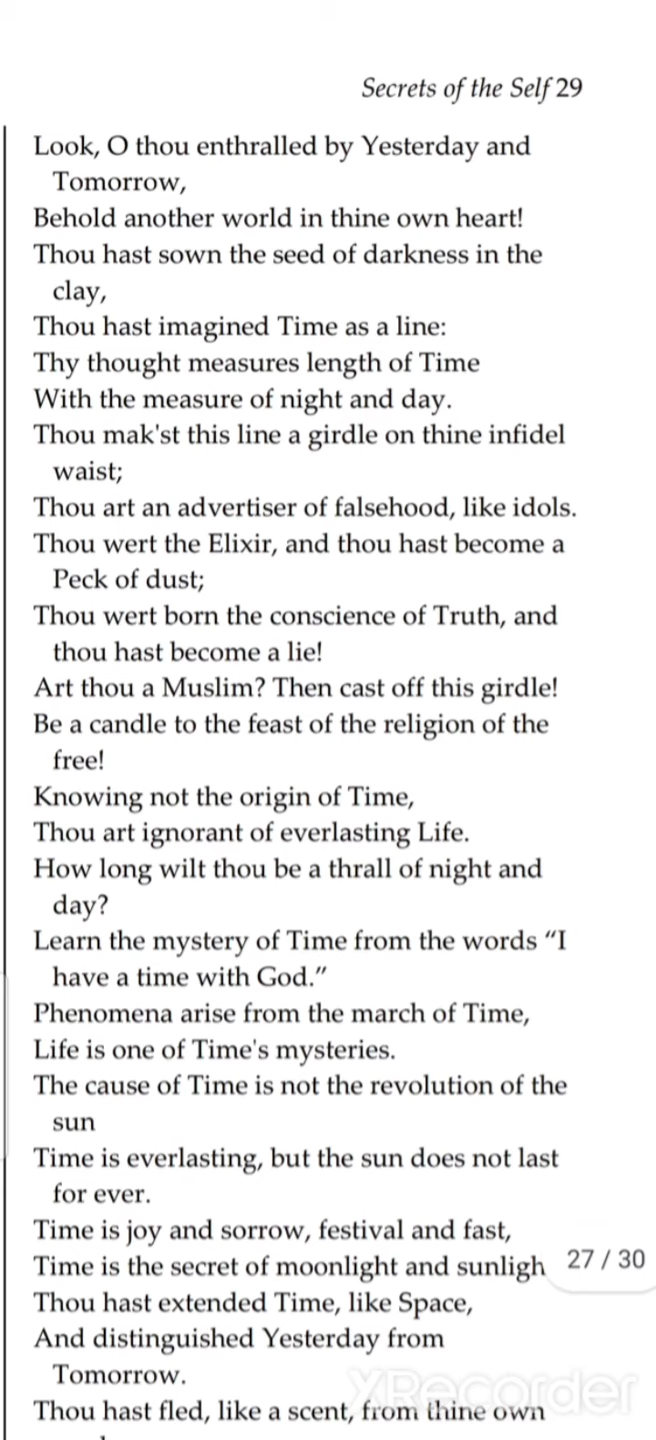 Secrets of the Self 29
Look, O thou enthralled by Yesterday and
Tomorrow,
Behold another world in thine own heart!
Thou hast sown the seed of darkness in the
clay,
Thou hast imagined Time as a line:
Thy thought measures length of Time
With the measure of night and day.
Thou mak'st this line a girdle on thine infidel
waist;
Thou art an advertiser of falsehood, like idols.
Thou wert the Elixir, and thou hast become a
Peck of dust;
Thou wert born the conscience of Truth, and
thou hast become a lie!
Art thou a Muslim? Then cast off this girdle!
Be a candle to the feast of the religion of the
free!
Knowing not the origin of Time,
Thou art ignorant of everlasting Life.
How long wilt thou be a thrall of night and
day?
Learn the mystery of Time from the words “I
have a time with God.”
Phenomena arise from the march of Time,
Life is one of Time's mysteries.
The cause of Time is not the revolution of the
sun
Time is everlasting, but the sun does not last
for ever.
Time is joy and sorrow, festival and fast,
Time is the secret of moonlight and sunligh
27 / 30
Thou hast extended Time, like Space,
And distinguished Yesterday from
Tomorrow.
XRecorder
Thou hast fled, like a scent, from thine own